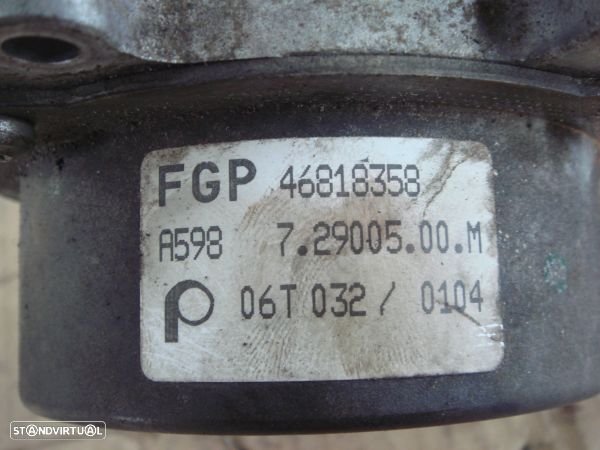 FGP 46818358
A598 7.29005.00.M
06T 032 / 0104
STANDVIRTUAL